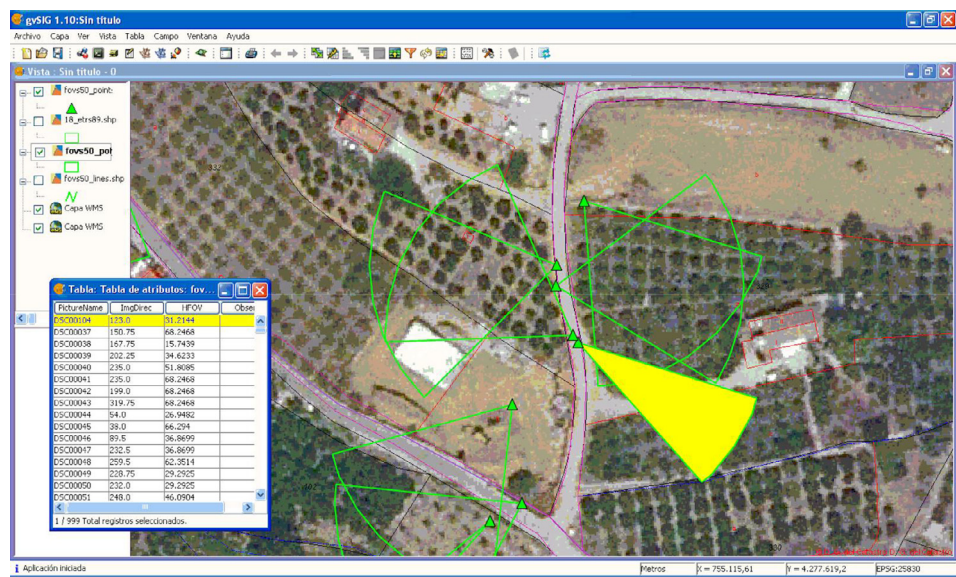 gvSIG 1.10:Sin título
Archivo Capa Ver Vista Tabla Campo Ventana Ayuda
Vista : Sin título - 0
fovs50_point:
18_etrs89.shp
fovs50_pol
fovs50_lines.shp
Capa WMS
Capa WMS
Tabla: Tabla de atributos: fov...
PictureName ImgDirec HFOV Obser
DSC00104 123.0 31.2144
DSC00037 150.75 68.2468
DSC00038 167.75 15.7439
DSC00039 202.25 34.6233
DSC00040 235.0 51.8085
DSC00041 235.0 68.2468
DSC00042 199.0 68.2468
DSC00043 319.75 68.2468
DSC00044 54.0 26.9482
DSC00045 38.0 66.294
DSC00046 89.5 36.8699
DSC00047 232.5 36.8699
DSC00048 259.5 62.3514
DSC00049 228.75 29.2925
DSC00050 232.0 29.2925
DSC00051 248.0 46.0904
1 / 999 Total registros seleccionados.
Aplicación iniciada
Metros X = 755.115,61 Y = 4.277.619,2 EPSG:25830